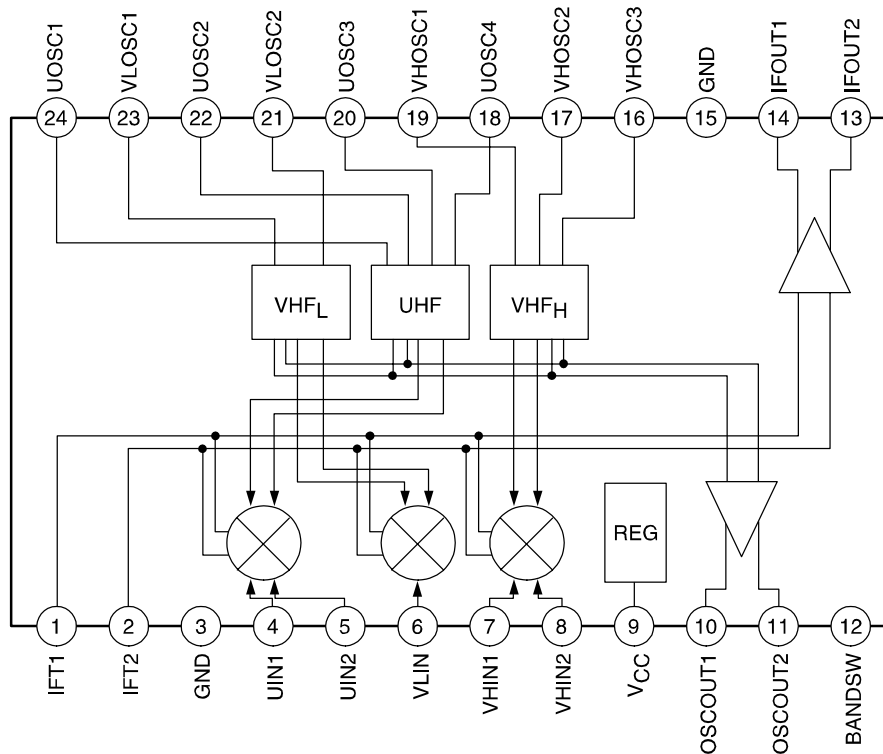 UOSC1
VLOSC1
UOSC2
VLOSC2
UOSC3
VHOSC1
UOSC4
VHOSC2
VHOSC3
GND
IFOUT1
IFOUT2
24
23
22
21
20
19
18
17
16
15
14
13
VHFL
UHF
VHFH
REG
1
2
3
4
5
6
7
8
9
10
11
12
IFT1
IFT2
GND
UIN1
UIN2
VLIN
VHIN1
VHIN2
VCC
OSCOUT1
OSCOUT2
BANDSW